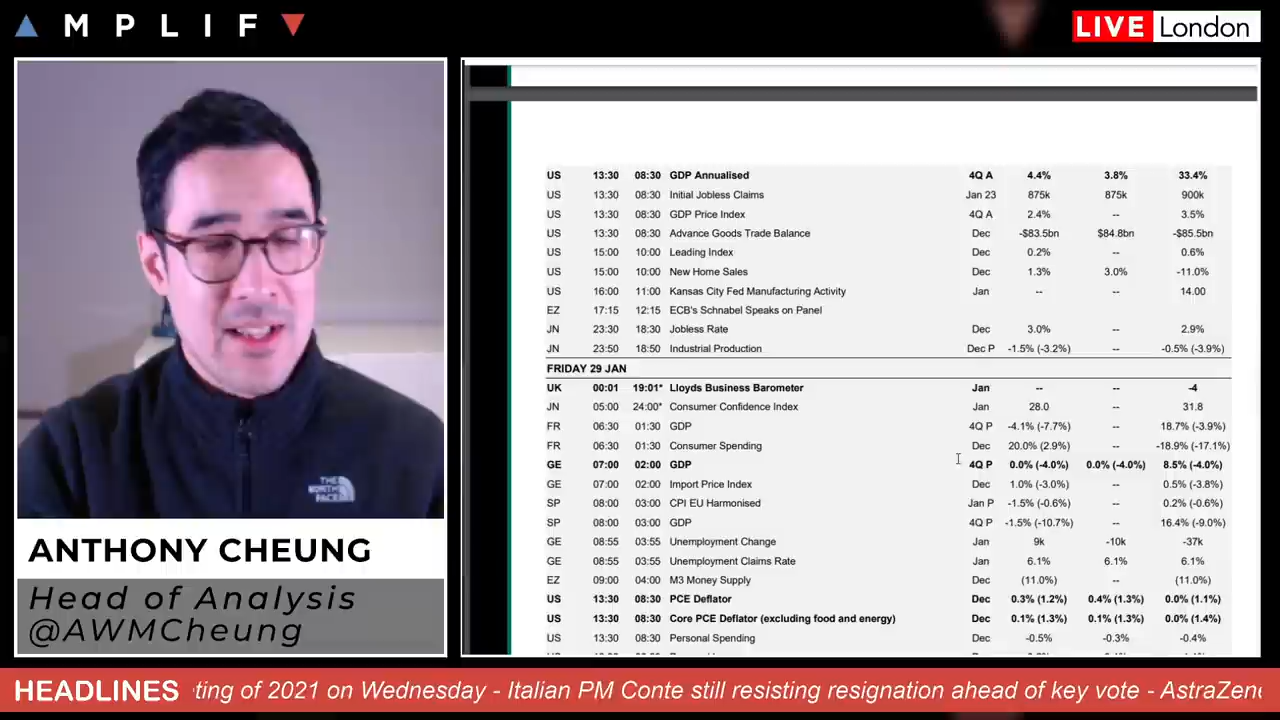 AMPLIFY
LIVE London
US 13:30 08:30 GDP Annualised 4Q A 4.4% 3.8% 33.4%
US 13:30 08:30 Initial Jobless Claims Jan 23 875k 875k 900k
US 13:30 08:30 GDP Price Index 4Q A 2.4% -- 3.5%
US 13:30 08:30 Advance Goods Trade Balance Dec -$83.5bn $84.8bn -$85.5bn
US 15:00 10:00 Leading Index Dec 0.2% -- 0.6%
US 15:00 10:00 New Home Sales Dec 1.3% 3.0% -11.0%
US 16:00 11:00 Kansas City Fed Manufacturing Activity Jan -- -- 14.00
EZ 17:15 12:15 ECB's Schnabel Speaks on Panel
JN 23:30 18:30 Jobless Rate Dec 3.0% -- 2.9%
JN 23:50 18:50 Industrial Production Dec P -1.5% (-3.2%) -- -0.5% (-3.9%)
FRIDAY 29 JAN
UK 00:01 19:01* Lloyds Business Barometer Jan -- -- -4
JN 05:00 24:00* Consumer Confidence Index Jan 28.0 -- 31.8
FR 06:30 01:30 GDP 4Q P -4.1% (-7.7%) -- 18.7% (-3.9%)
FR 06:30 01:30 Consumer Spending Dec 20.0% (2.9%) -- -18.9% (-17.1%)
GE 07:00 02:00 GDP 4Q P 0.0% (-4.0%) 0.0% (-4.0%) 8.5% (-4.0%)
GE 07:00 02:00 Import Price Index Dec 1.0% (-3.0%) -- 0.5% (-3.8%)
SP 08:00 03:00 CPI EU Harmonised Jan P -1.5% (-0.6%) -- 0.2% (-0.6%)
SP 08:00 03:00 GDP 4Q P -1.5% (-10.7%) -- 16.4% (-9.0%)
GE 08:55 03:55 Unemployment Change Jan 9k -10k -37k
GE 08:55 03:55 Unemployment Claims Rate Jan 6.1% 6.1% 6.1%
EZ 09:00 04:00 M3 Money Supply Dec (11.0%) -- (11.0%)
US 13:30 08:30 PCE Deflator Dec 0.3% (1.2%) 0.4% (1.3%) 0.0% (1.1%)
US 13:30 08:30 Core PCE Deflator (excluding food and energy) Dec 0.1% (1.3%) 0.1% (1.3%) 0.0% (1.4%)
US 13:30 08:30 Personal Spending Dec -0.5% -0.3% -0.4%
THE NORTH FACE
ANTHONY CHEUNG
Head of Analysis
@AWMCheung
HEADLINES ting of 2021 on Wednesday - Italian PM Conte still resisting resignation ahead of key vote - AstraZene